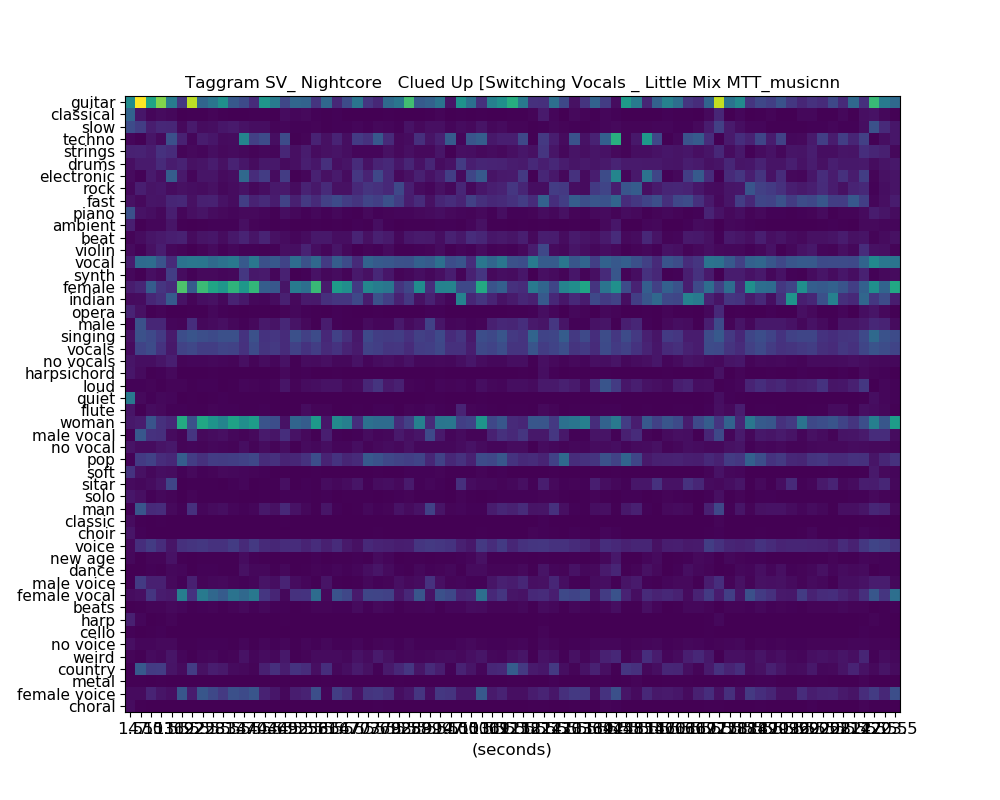 Taggram SV_ Nightcore   Clued Up [Switching Vocals _ Little Mix MTT_musicnn
guitar
classical
slow
techno
strings
drums
electronic
rock
fast
piano
ambient
beat
violin
vocal
synth
female
indian
opera
male
singing
vocals
no vocals
harpsichord
loud
quiet
flute
woman
male vocal
no vocal
pop
soft
sitar
solo
man
classic
choir
voice
new age
dance
male voice
female vocal
beats
harp
cello
no voice
weird
country
metal
female voice
choral
(seconds)